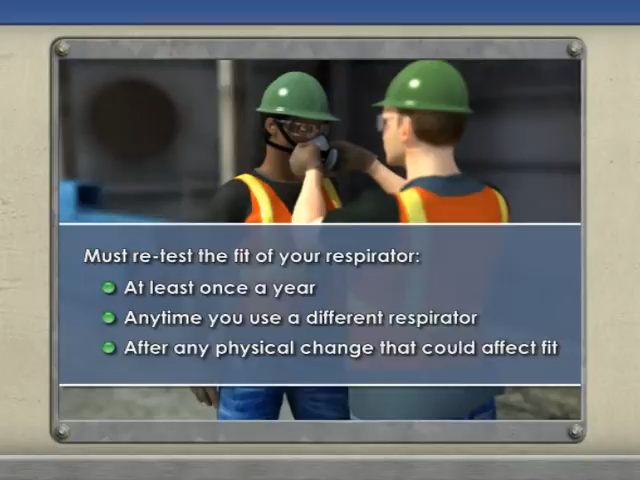 Must re-test the fit of your respirator:
At least once a year
Anytime you use a different respirator
After any physical change that could affect fit